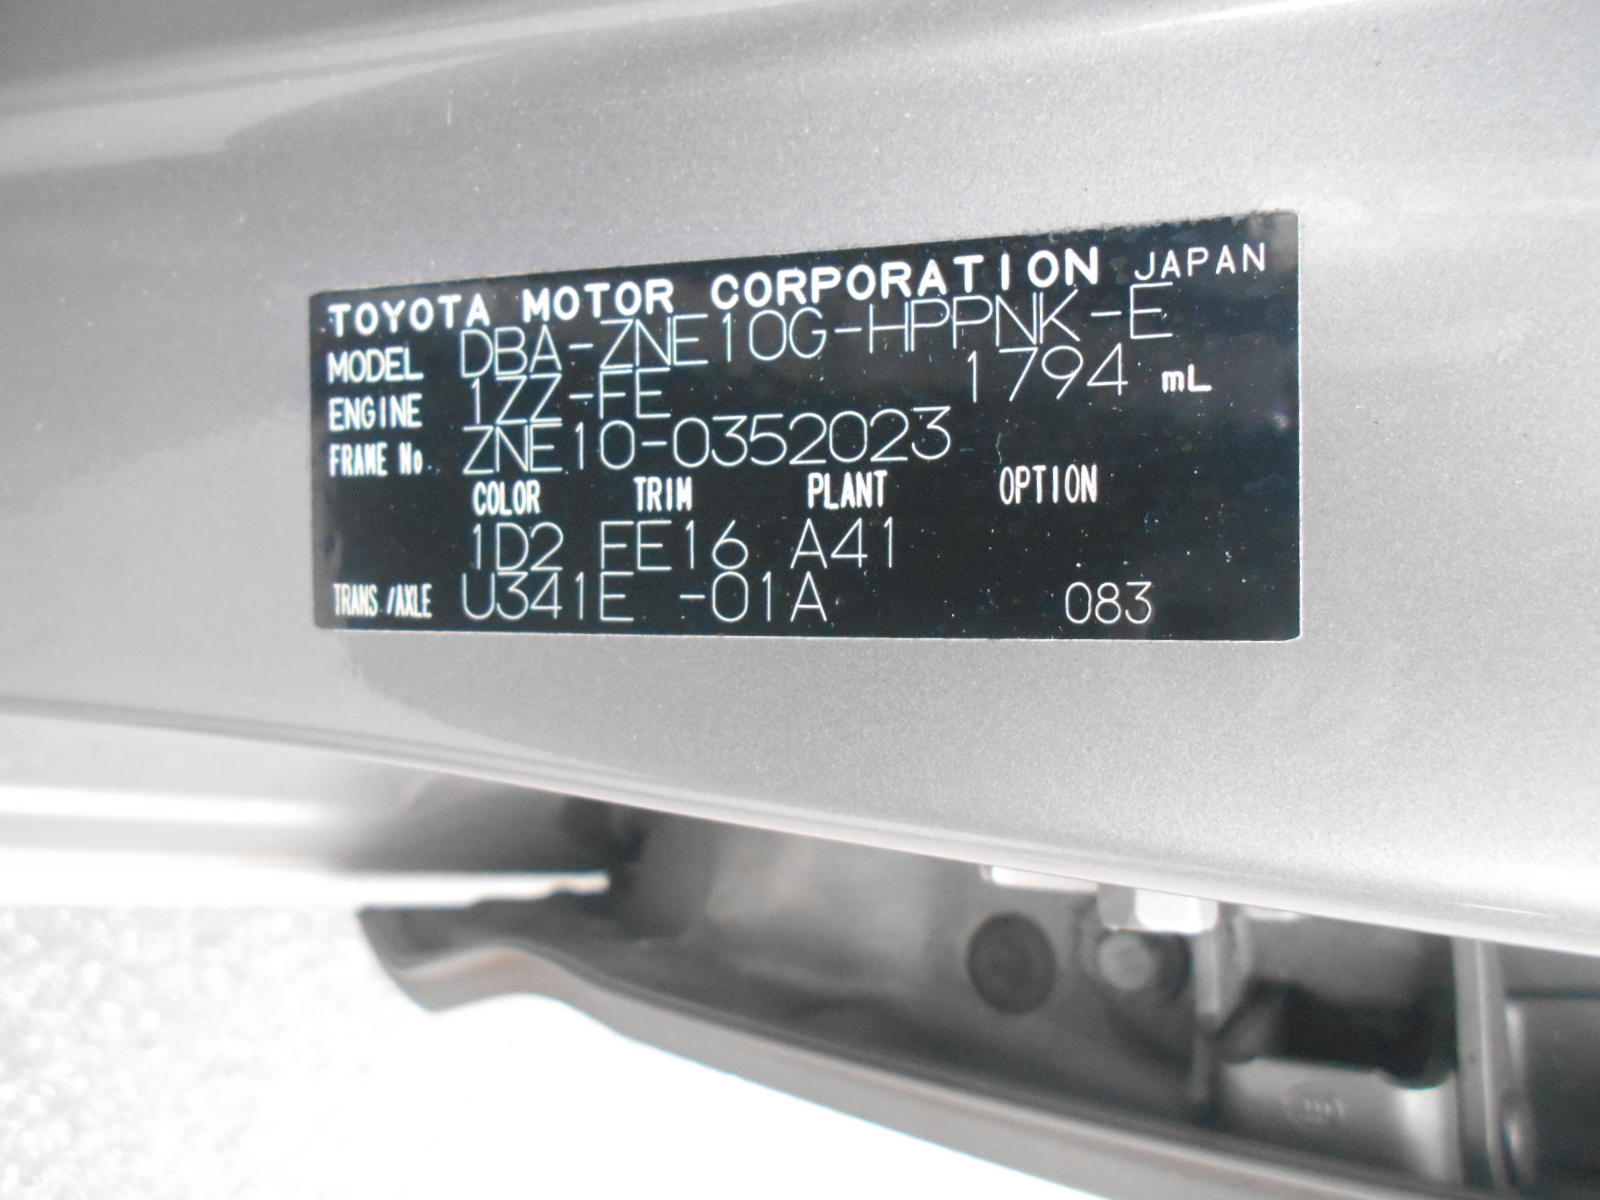 TOYOTA MOTOR CORPORATION JAPAN
MODEL DBA-ZNE10G-HPPNK-E
ENGINE 1ZZ-FE 1794 mL
FRAME No. ZNE10-0352023
COLOR TRIM PLANT OPTION
1D2 FE16 A41
TRANS./AXLE U341E -01A 083